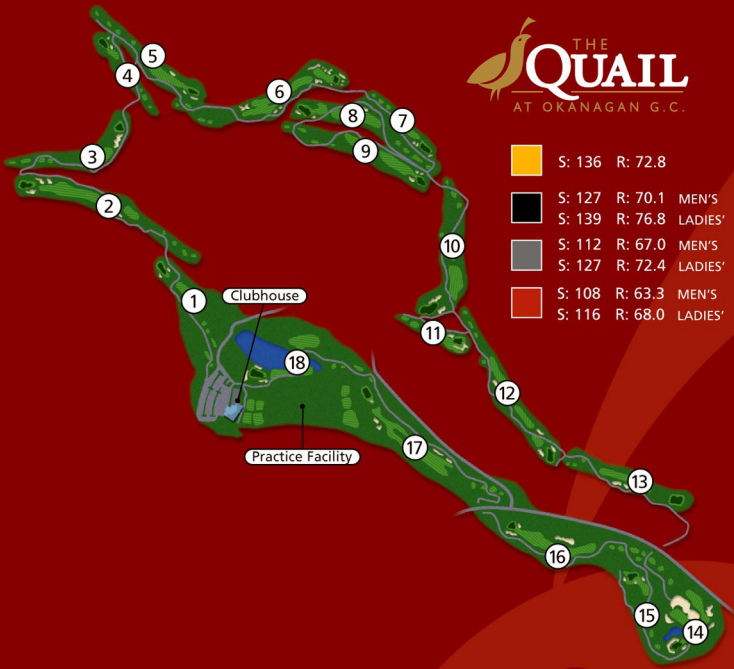 THE
QUAIL
AT OKANAGAN G.C.
S: 136 R: 72.8
S: 127 R: 70.1 MEN'S
S: 139 R: 76.8 LADIES'
S: 112 R: 67.0 MEN'S
S: 127 R: 72.4 LADIES'
S: 108 R: 63.3 MEN'S
S: 116 R: 68.0 LADIES'
5
4
6
8
7
9
3
2
10
1
Clubhouse
11
18
12
17
Practice Facility
13
16
15
14